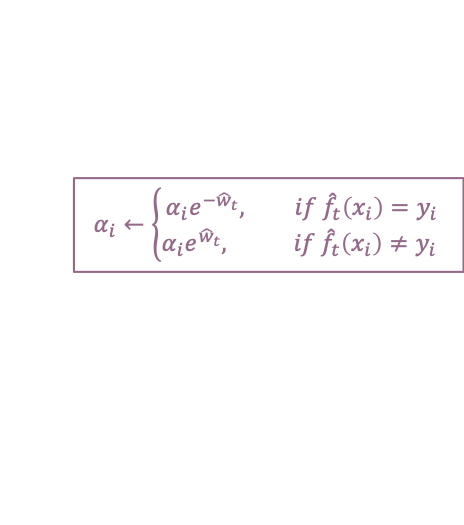 αᵢ ← { αᵢe^(−ŵₜ), if f̂ₜ(xᵢ) = yᵢ
αᵢe^(ŵₜ), if f̂ₜ(xᵢ) ≠ yᵢ